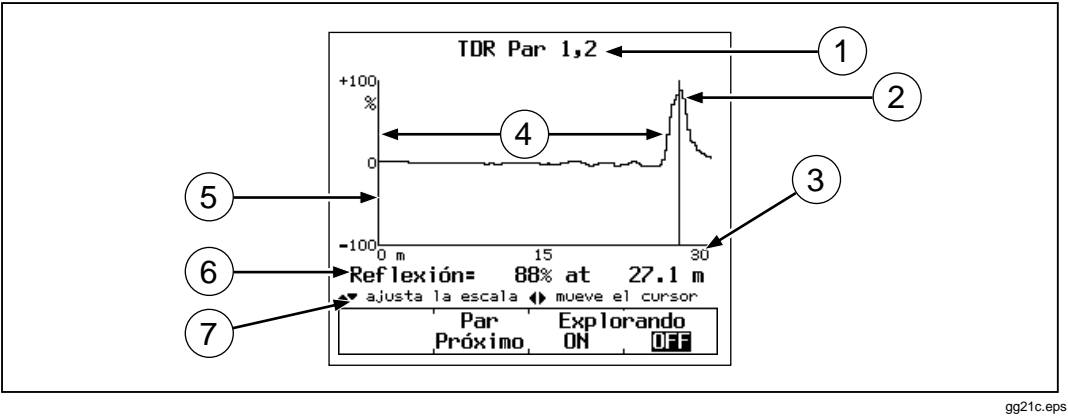 TDR Par 1,2
1
+100
%
2
4
0
3
5
-100
0 m 15 30
6
Reflexión= 88% at 27.1 m
▲▼ ajusta la escala ◀▶ mueve el cursor
7
Par Explorando
Próximo ON OFF
gg21c.eps